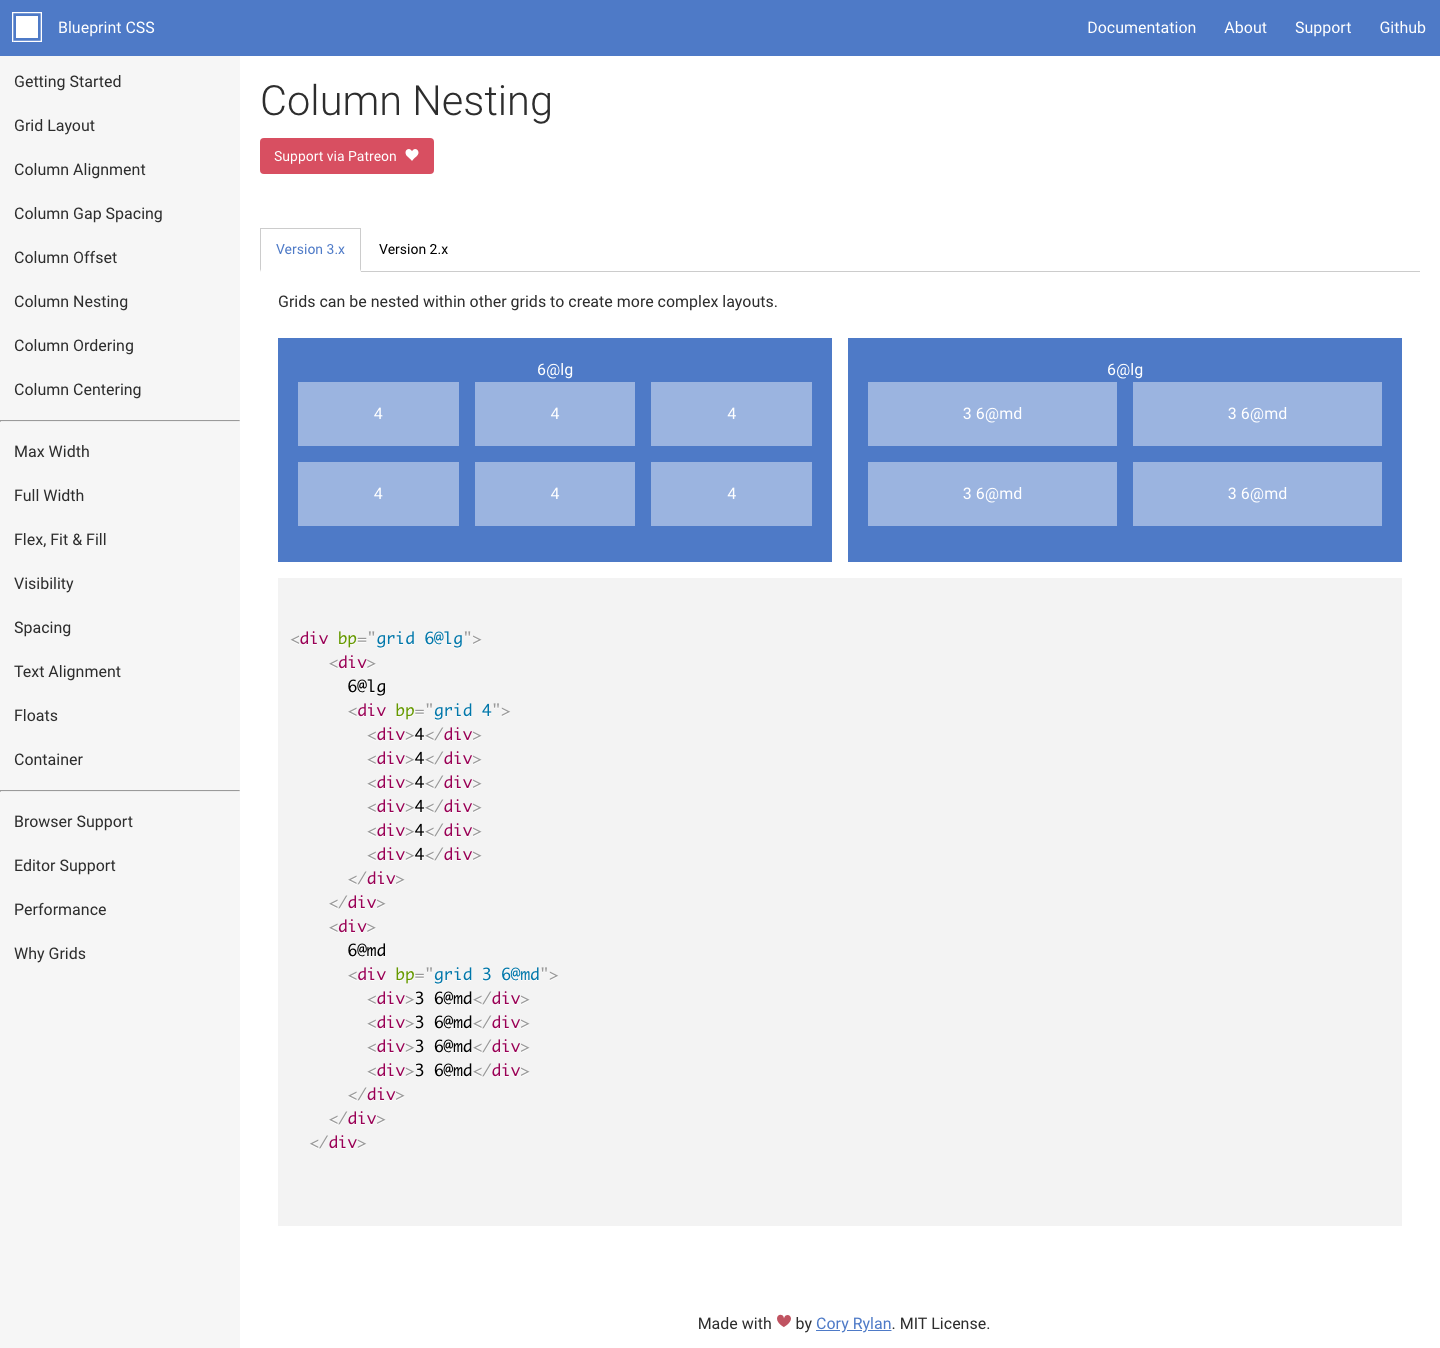 Blueprint CSS
Documentation About Support Github
Getting Started
Grid Layout
Column Alignment
Column Gap Spacing
Column Offset
Column Nesting
Column Ordering
Column Centering
Max Width
Full Width
Flex, Fit & Fill
Visibility
Spacing
Text Alignment
Floats
Container
Browser Support
Editor Support
Performance
Why Grids
Column Nesting
Support via Patreon
Version 3.x Version 2.x
Grids can be nested within other grids to create more complex layouts.
6@lg
4 4 4
4 4 4
6@lg
3 6@md 3 6@md
3 6@md 3 6@md
<div bp="grid 6@lg">
    <div>
      6@lg
      <div bp="grid 4">
        <div>4</div>
        <div>4</div>
        <div>4</div>
        <div>4</div>
        <div>4</div>
        <div>4</div>
      </div>
    </div>
    <div>
      6@md
      <div bp="grid 3 6@md">
        <div>3 6@md</div>
        <div>3 6@md</div>
        <div>3 6@md</div>
        <div>3 6@md</div>
      </div>
    </div>
  </div>
Made with ♥ by Cory Rylan. MIT License.